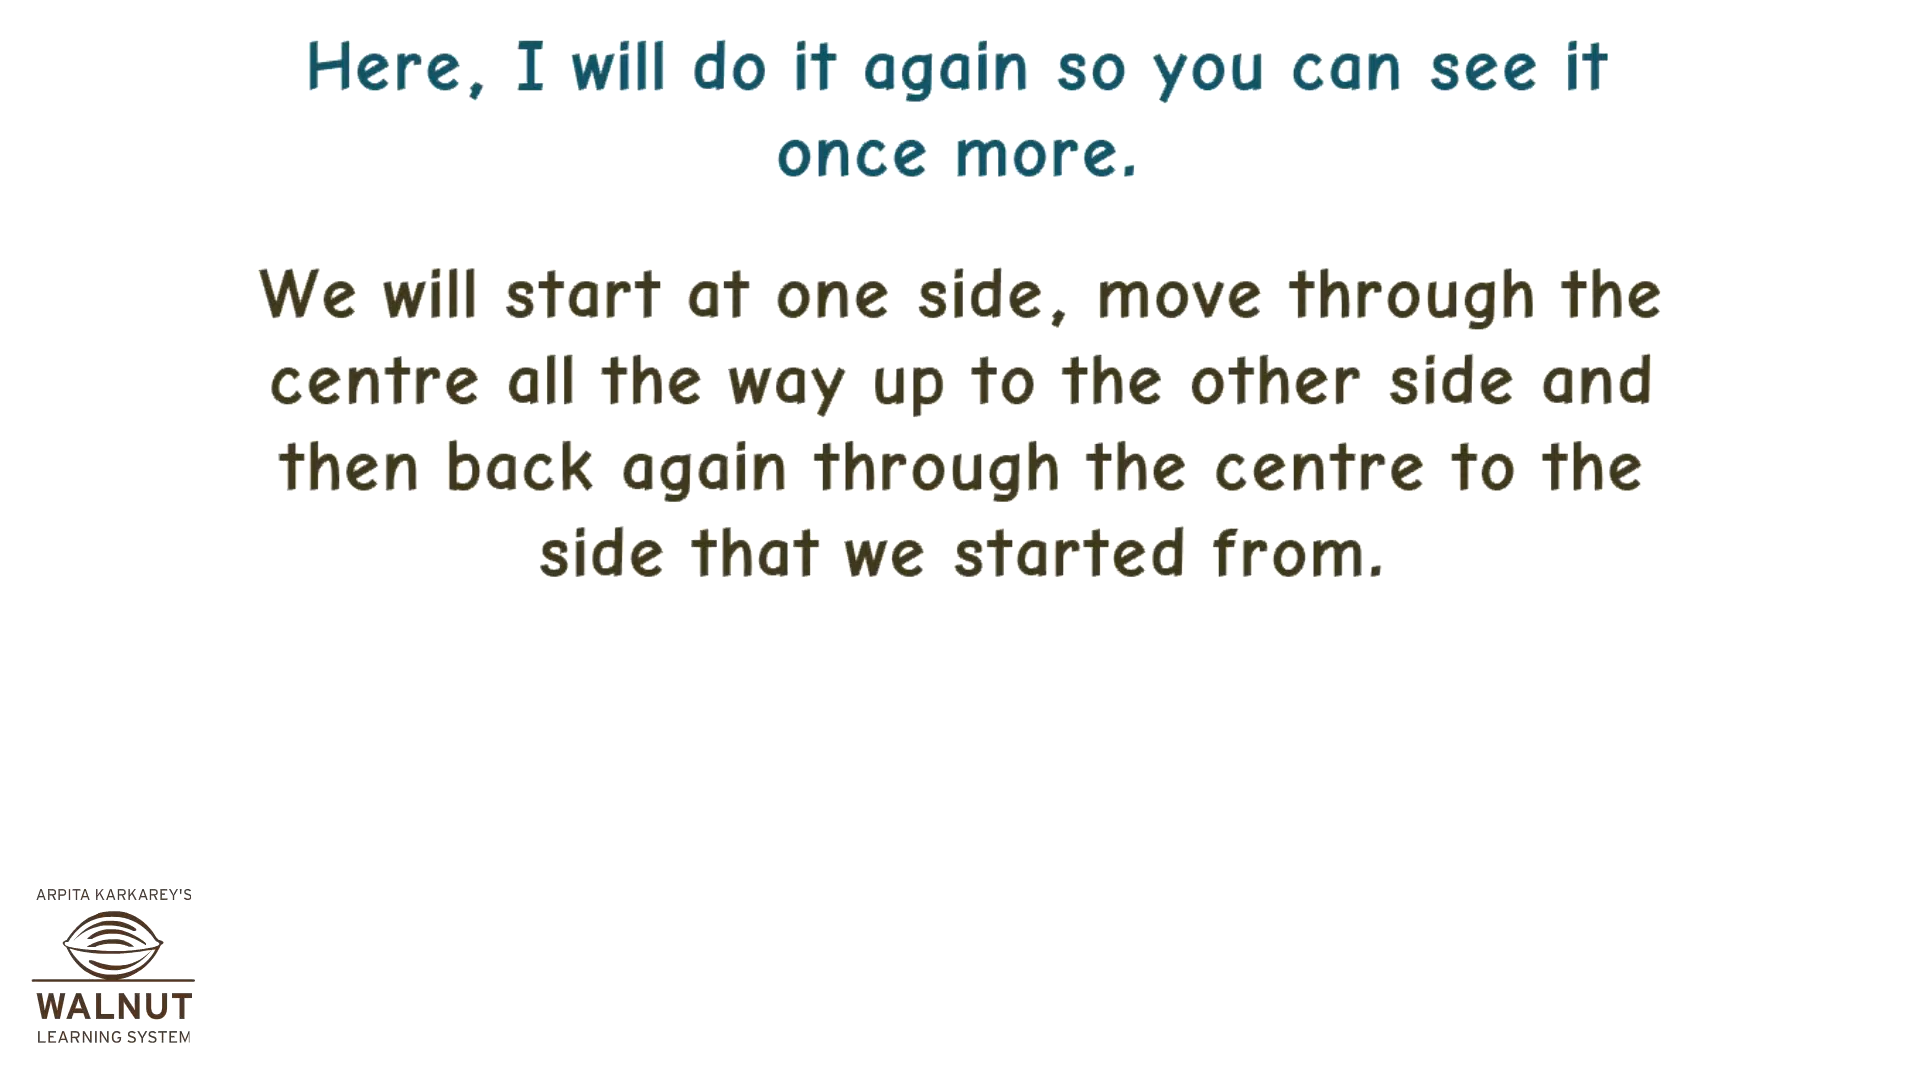 Here, I will do it again so you can see it
once more.
We will start at one side, move through the
centre all the way up to the other side and
then back again through the centre to the
side that we started from.
ARPITA KARKAREY'S
WALNUT
LEARNING SYSTEM